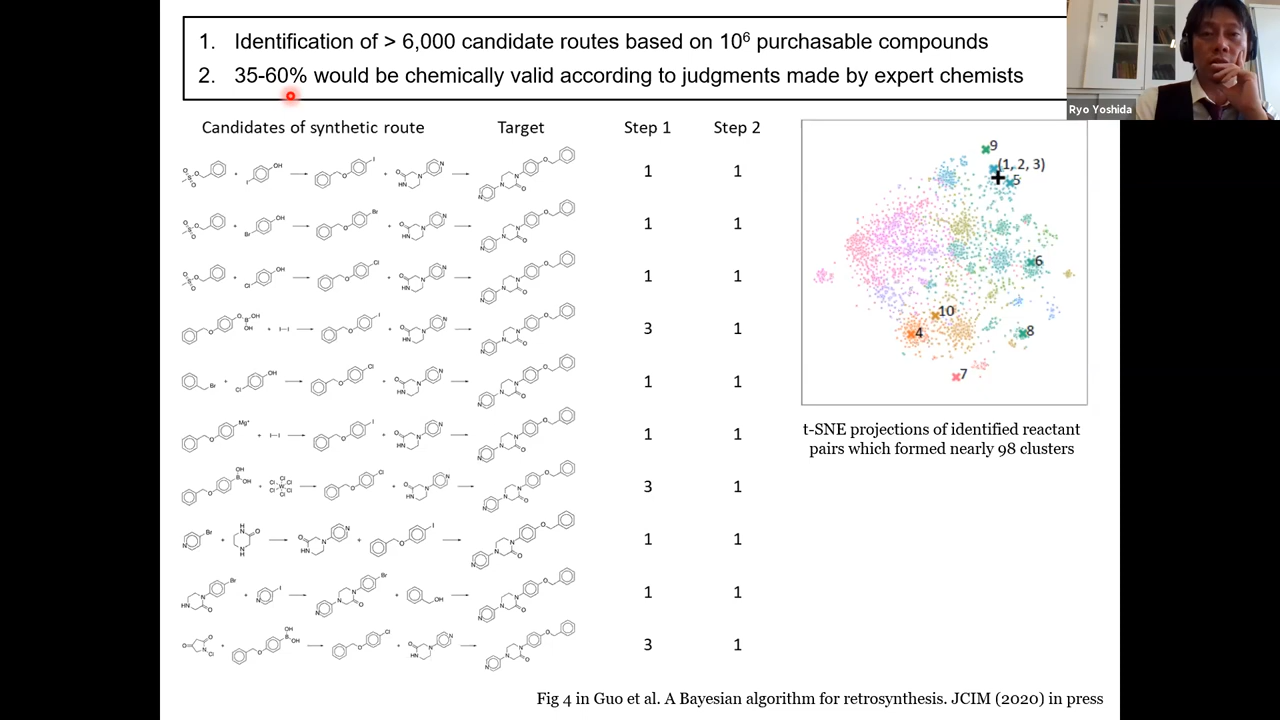 1. Identification of > 6,000 candidate routes based on 10⁶ purchasable compounds
2. 35-60% would be chemically valid according to judgments made by expert chemists
Ryo Yoshida
Candidates of synthetic route Target Step 1 Step 2
1 1
1 1
1 1
3 1
1 1
1 1
3 1
1 1
1 1
3 1
9
(1, 2, 3)
5
6
10
4
8
7
t-SNE projections of identified reactant
pairs which formed nearly 98 clusters
Fig 4 in Guo et al. A Bayesian algorithm for retrosynthesis. JCIM (2020) in press